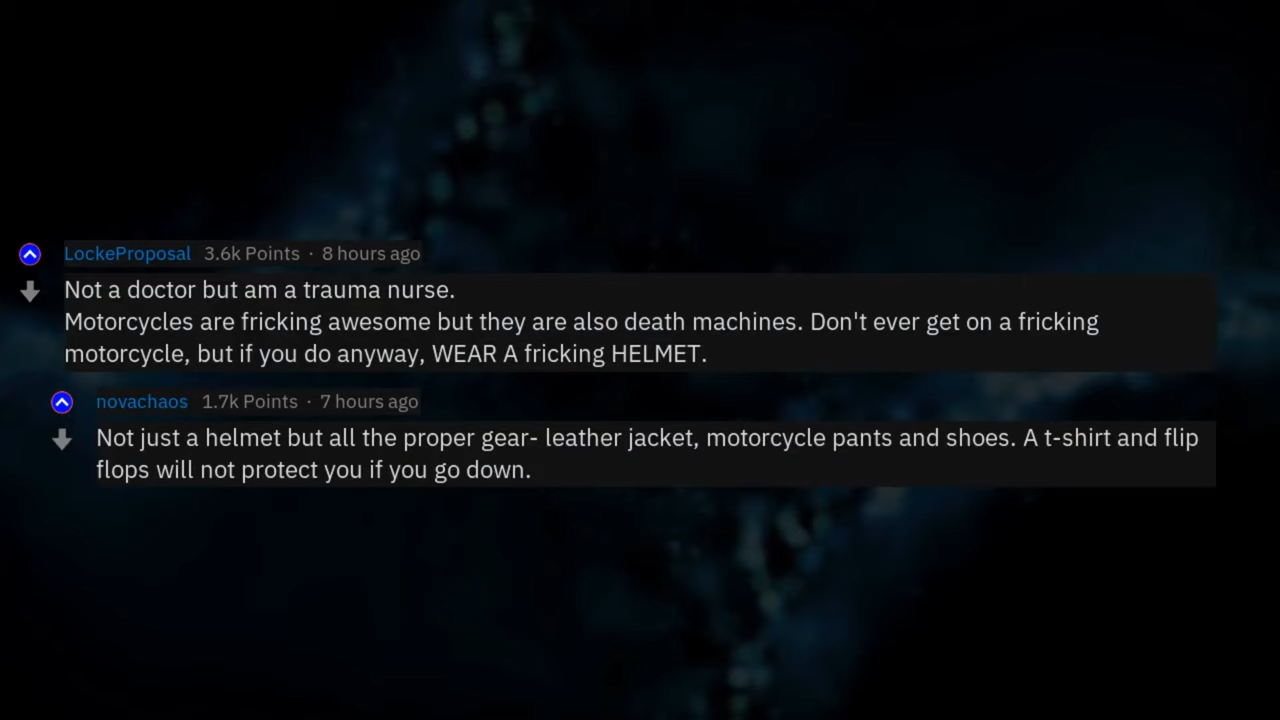 LockeProposal 3.6k Points · 8 hours ago
Not a doctor but am a trauma nurse.
Motorcycles are fricking awesome but they are also death machines. Don't ever get on a fricking
motorcycle, but if you do anyway, WEAR A fricking HELMET.
novachaos 1.7k Points · 7 hours ago
Not just a helmet but all the proper gear- leather jacket, motorcycle pants and shoes. A t-shirt and flip
flops will not protect you if you go down.